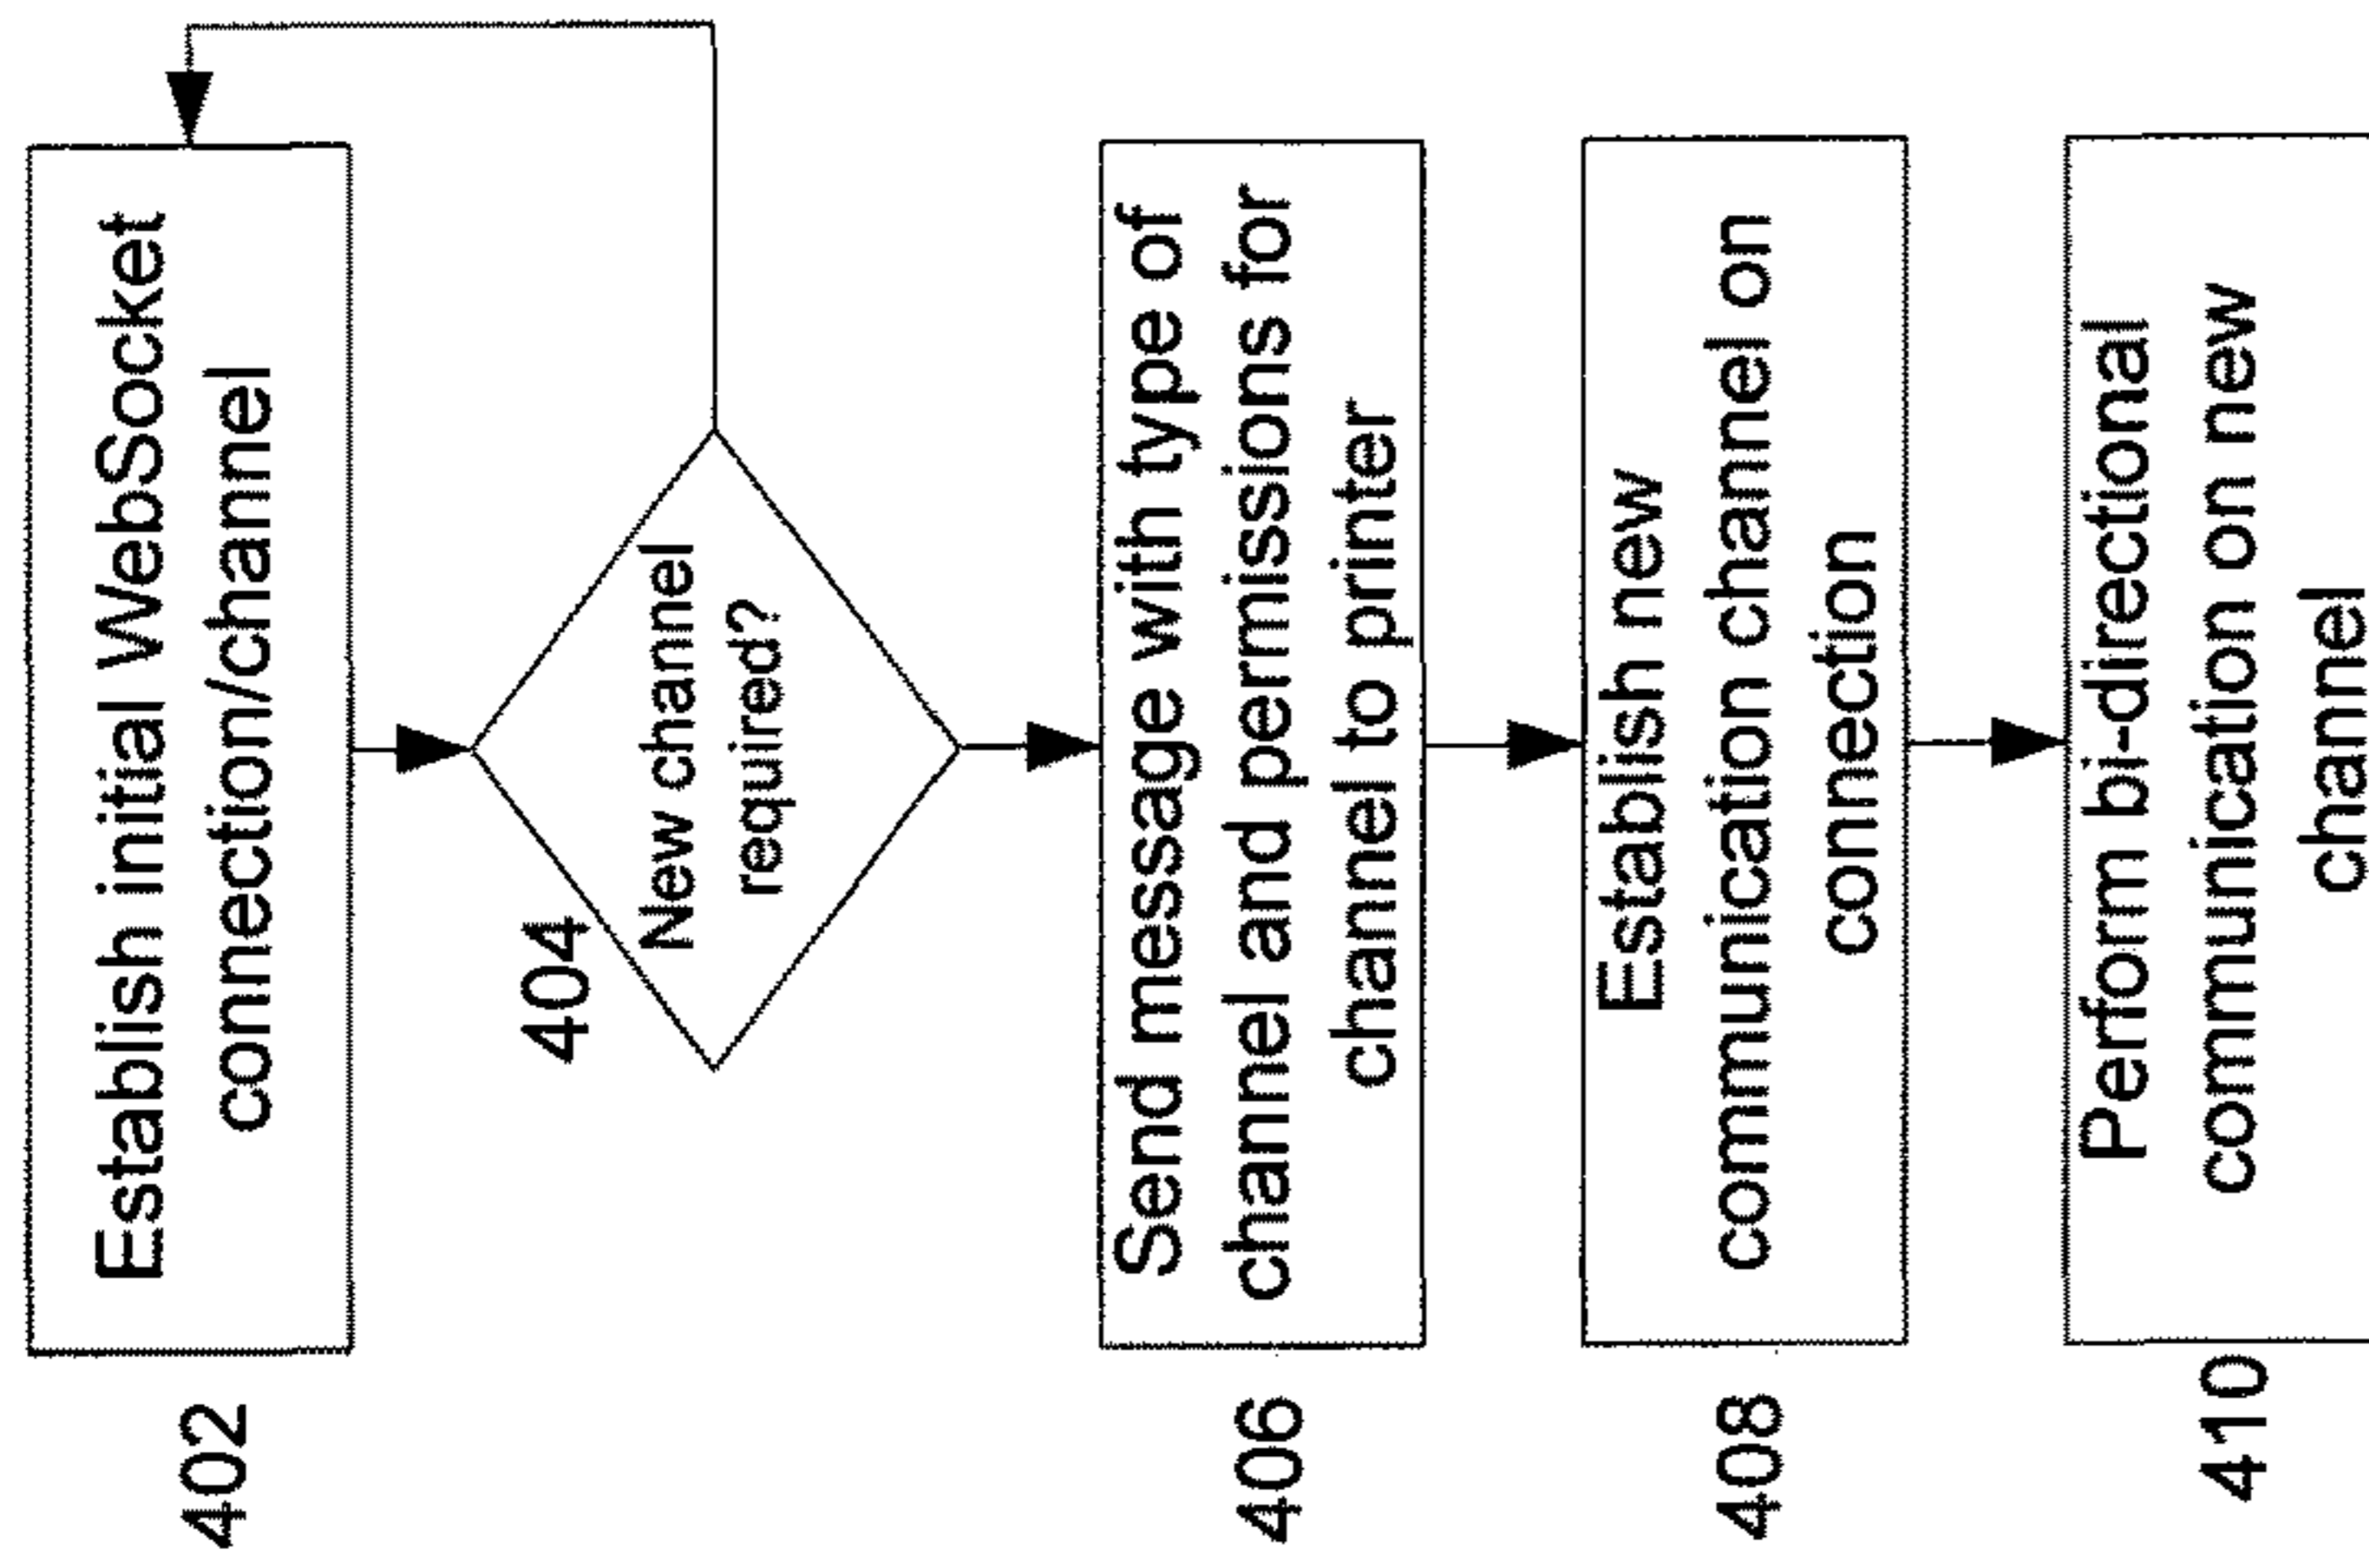 402
Establish initial WebSocket
connection/channel
404
New channel
required?
406
Send message with type of
channel and permissions for
channel to printer
408
Establish new
communication channel on
connection
410
Perform bi-directional
communication on new
channel